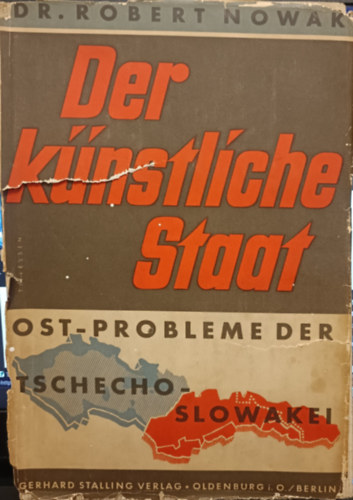 DR. ROBERT NOWAK
Der
künstliche
Staat
OST-PROBLEME DER
TSCHECHO-
SLOWAKEI
GERHARD STALLING VERLAG • OLDENBURG i.O./BERLIN